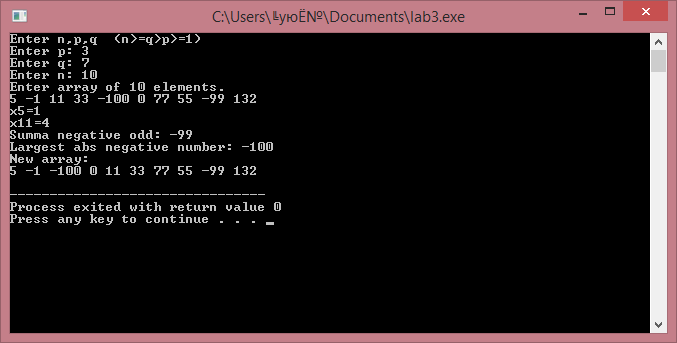 C:\Users\╚уюЁ№\Documents\lab3.exe
Enter n,p,q  (n>=q>p>=1)
Enter p: 3
Enter q: 7
Enter n: 10
Enter array of 10 elements.
5 -1 11 33 -100 0 77 55 -99 132
x5=1
x11=4
Summa negative odd: -99
Largest abs negative number: -100
New array:
5 -1 -100 0 11 33 77 55 -99 132
--------------------------------
Process exited with return value 0
Press any key to continue . . . _